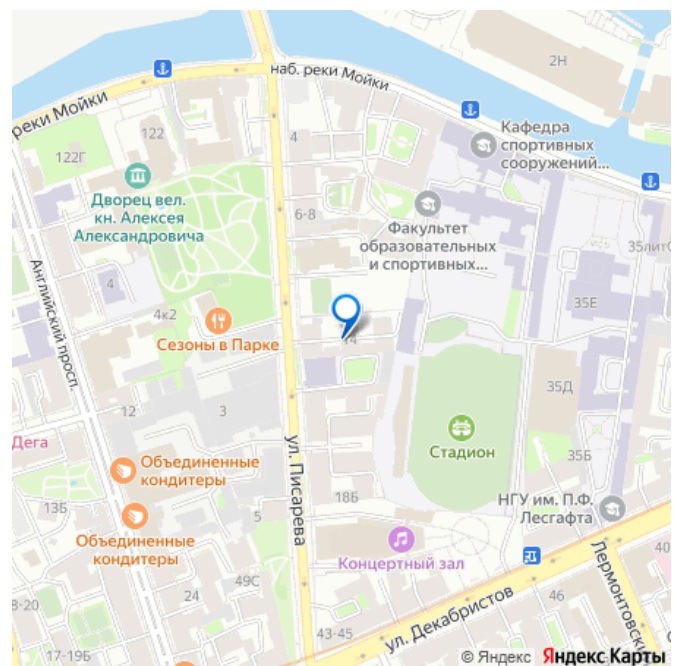 2Н
наб. реки Мойки
реки Мойки
122
4
Кафедра
спортивных
сооружений...
122Г
Дворец вел.
кн. Алексея
Александровича
6-8
Факультет
образовательных
и спортивных...
35лит
Английский просп.
4
4к2
35Е
Сезоны в Парке
14
35Д
12
3
Дега
ул. Писарева
Стадион
Объединенные
кондитеры
35Б
13Б
18Б
НГУ им. П.Ф.
Лесгафта
5
Объединенные
кондитеры
Концертный зал
40
49С
Лермонтовски
24
46
8-20
ул. Декабристов
43-45
17-19Б
© Яндекс Яндекс Карты